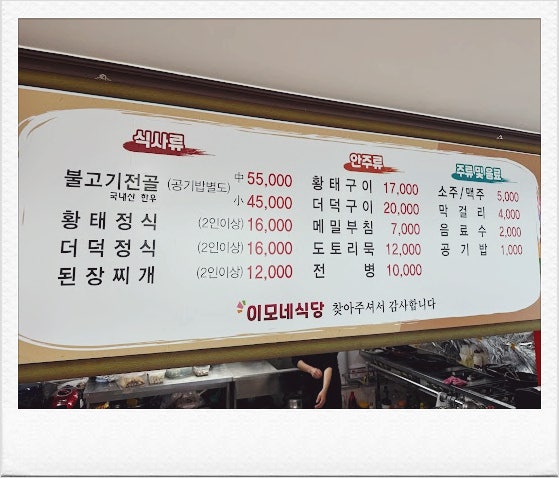 식사류
불고기전골 (공기밥별도) 中 55,000
국내산 한우 小 45,000
황태정식 (2인이상) 16,000
더덕정식 (2인이상) 16,000
된장찌개 (2인이상) 12,000
안주류
황태구이 17,000
더덕구이 20,000
메밀부침 7,000
도토리묵 12,000
전병 10,000
주류 및 음료
소주/맥주 5,000
막걸리 4,000
음료수 2,000
공기밥 1,000
이모네식당 찾아주셔서 감사합니다